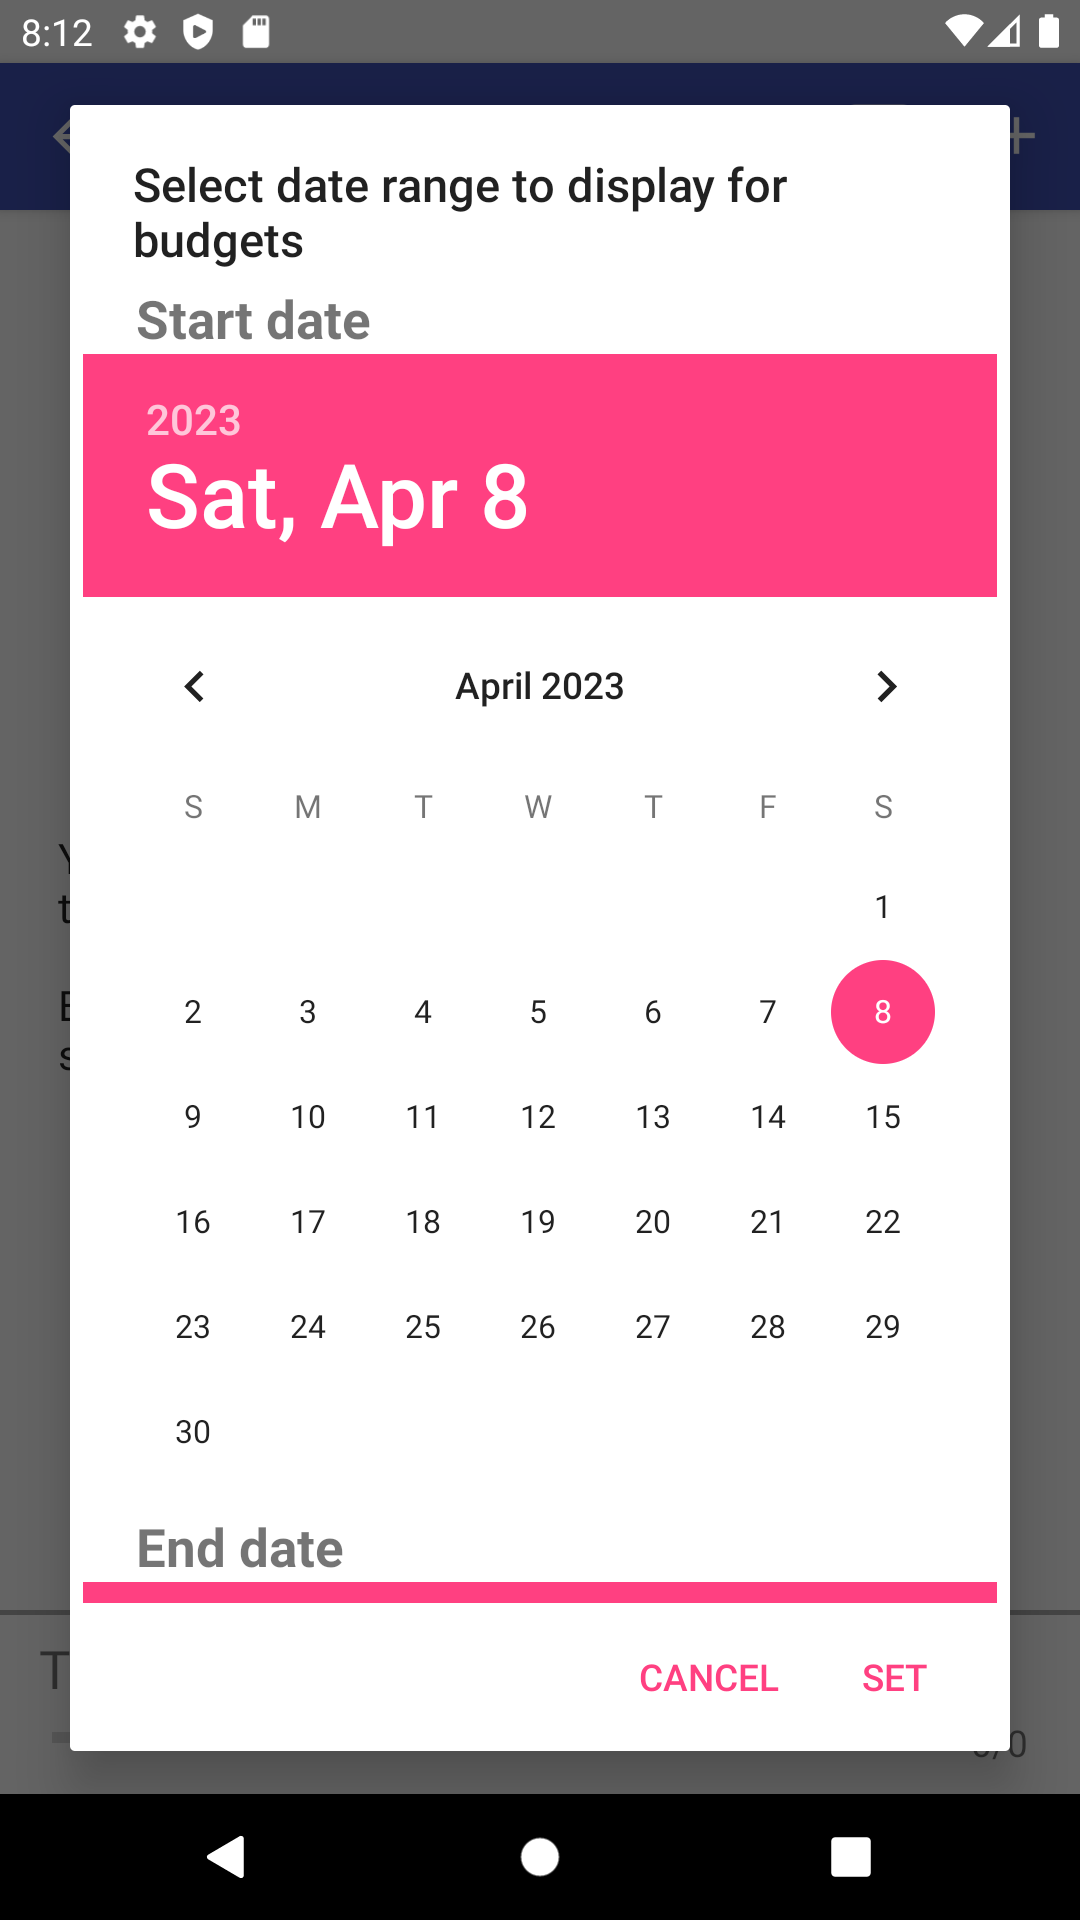 8:12
Select date range to display for
budgets
Start date
2023
Sat, Apr 8
April 2023
S M T W T F S
1
2 3 4 5 6 7 8
9 10 11 12 13 14 15
16 17 18 19 20 21 22
23 24 25 26 27 28 29
30
End date
CANCEL SET